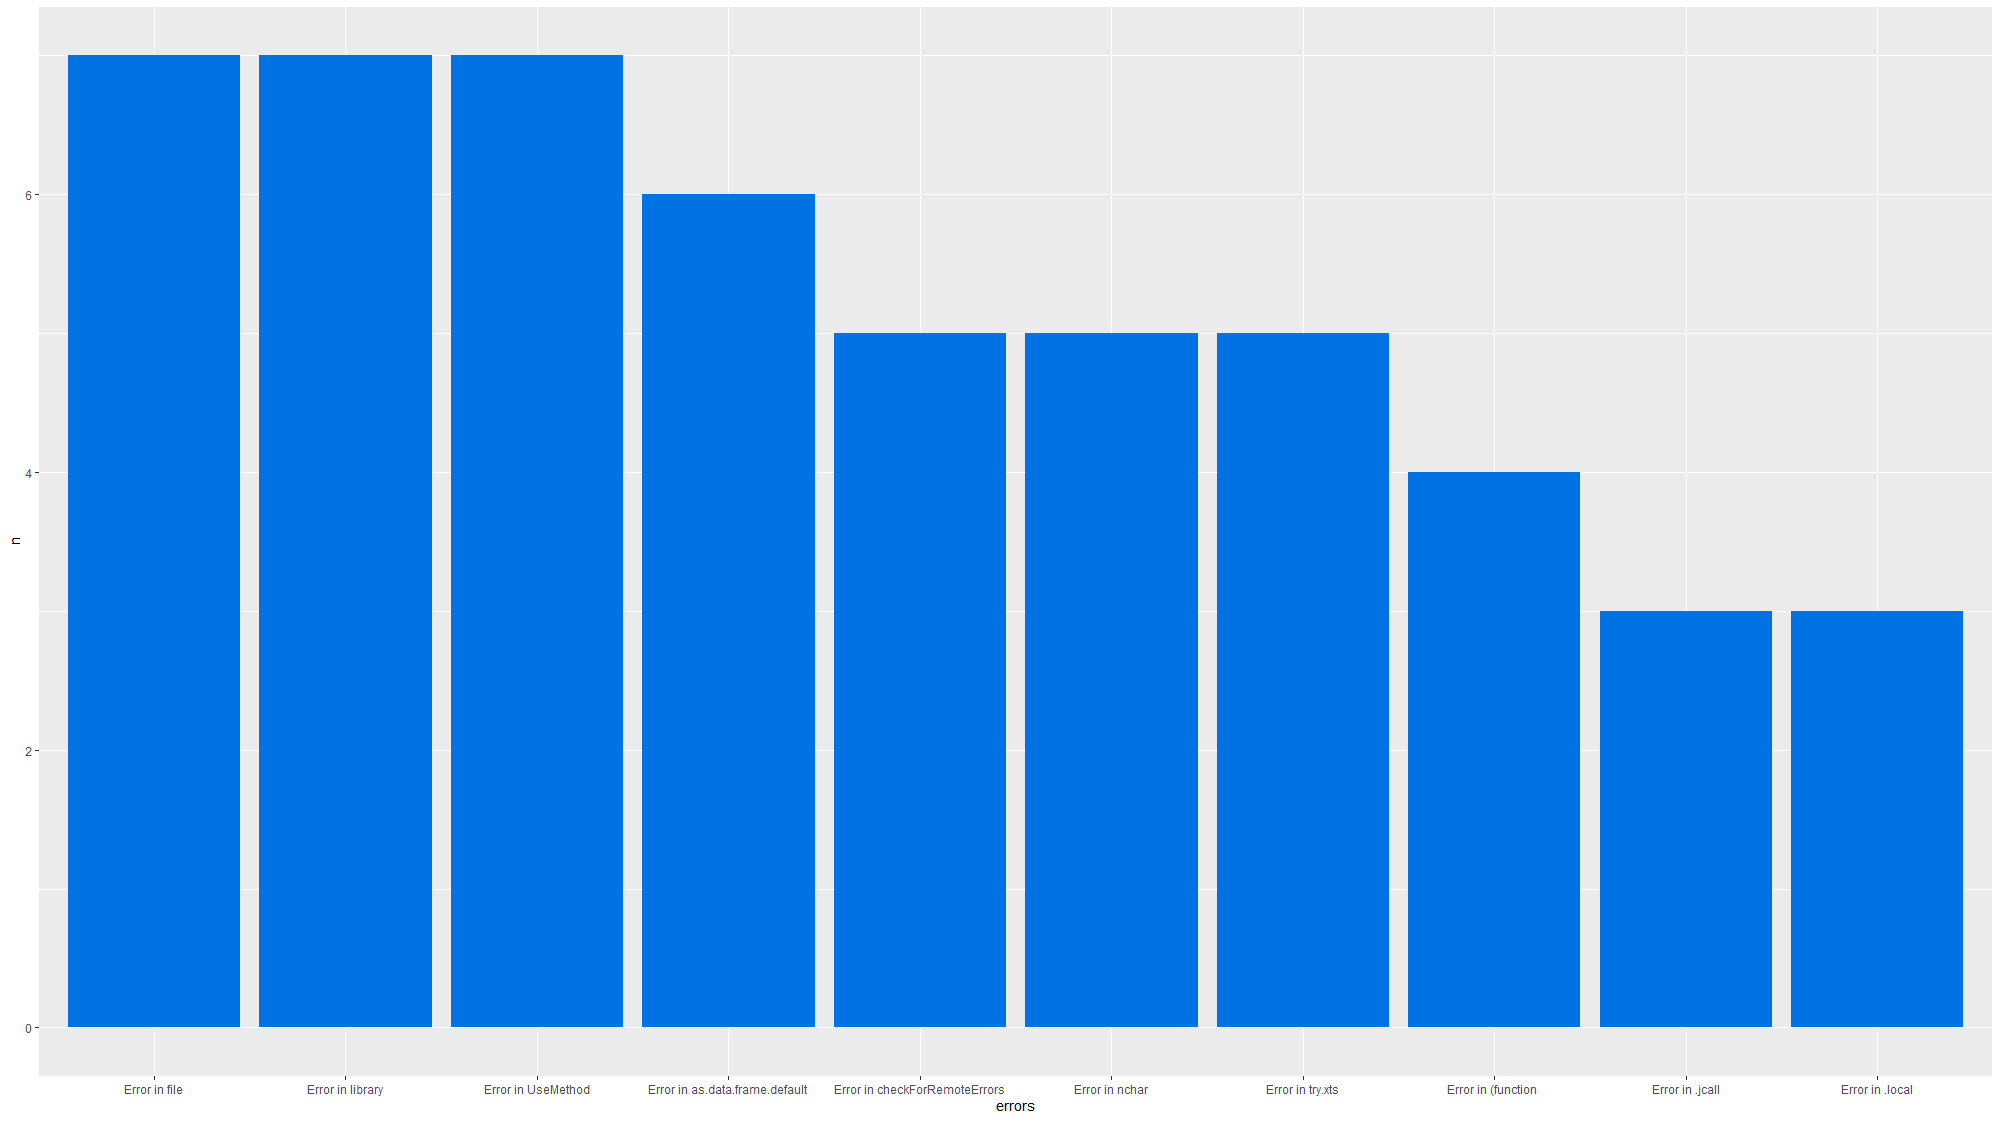 6
4
2
0
n
Error in file
Error in library
Error in UseMethod
Error in as.data.frame.default
Error in checkForRemoteErrors
Error in nchar
Error in try.xts
Error in (function
Error in .jcall
Error in .local
errors